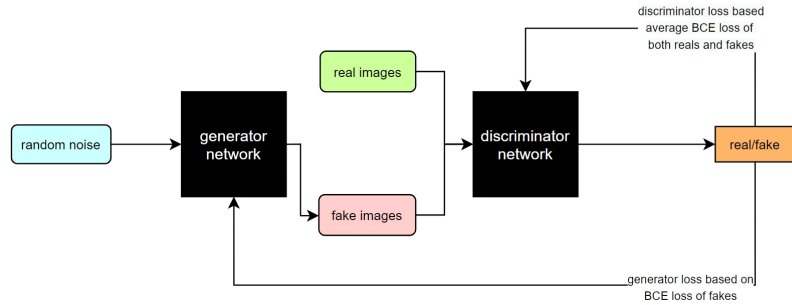 discriminator loss based
average BCE loss of
both reals and fakes
real images
generator
network
discriminator
network
random noise
real/fake
fake images
generator loss based on
BCE loss of fakes